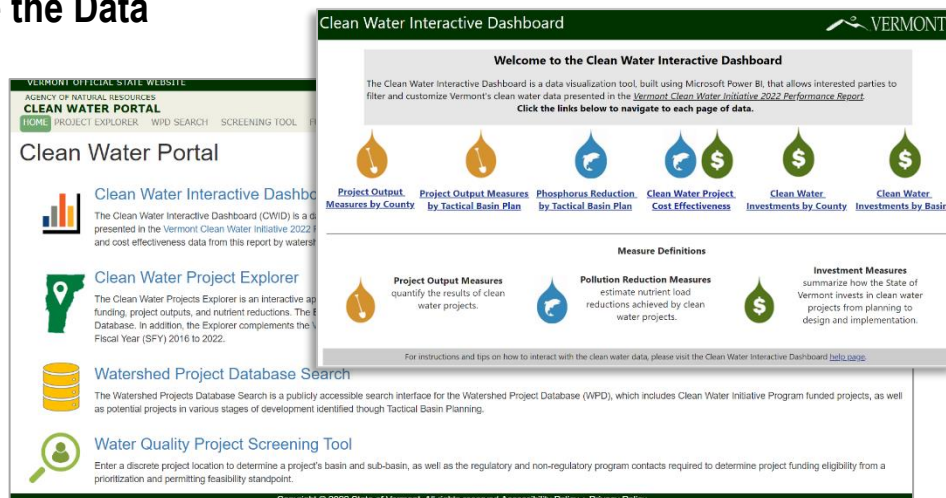 the Data
VERMONT OFFICIAL STATE WEBSITE
AGENCY OF NATURAL RESOURCES
CLEAN WATER PORTAL
HOME PROJECT EXPLORER WPD SEARCH SCREENING TOOL
Clean Water Portal
Clean Water Interactive Dashbo
The Clean Water Interactive Dashboard (CWID) is a da
presented in the Vermont Clean Water Initiative 2022
and cost effectiveness data from this report by watersh
Clean Water Project Explorer
The Clean Water Projects Explorer is an interactive ap
funding, project outputs, and nutrient reductions. The
Database. In addition, the Explorer complements the
Fiscal Year (SFY) 2016 to 2022.
Watershed Project Database Search
The Watershed Projects Database Search is a publicly accessible search interface for the Watershed Project Database (WPD), which includes Clean Water Initiative Program funded projects, as well
as potential projects in various stages of development identified though Tactical Basin Planning.
Water Quality Project Screening Tool
Enter a discrete project location to determine a project's basin and sub-basin, as well as the regulatory and non-regulatory program contacts required to determine project funding eligibility from a
prioritization and permitting feasibility standpoint.
Copyright © 2022 State of Vermont. All rights reserved Accessibility Policy Privacy Policy
Clean Water Interactive Dashboard
VERMONT
Welcome to the Clean Water Interactive Dashboard
The Clean Water Interactive Dashboard is a data visualization tool, built using Microsoft Power BI, that allows interested parties to
filter and customize Vermont's clean water data presented in the Vermont Clean Water Initiative 2022 Performance Report.
Click the links below to navigate to each page of data.
Project Output
Measures by County
Project Output Measures
by Tactical Basin Plan
Phosphorus Reduction
by Tactical Basin Plan
Clean Water Project
Cost Effectiveness
Clean Water
Investments by County
Clean Water
Investments by Basin
Measure Definitions
Project Output Measures
quantify the results of clean
water projects.
Pollution Reduction Measures
estimate nutrient load
reductions achieved by clean
water projects.
Investment Measures
summarize how the State of
Vermont invests in clean water
projects from planning to
design and implementation.
For instructions and tips on how to interact with the clean water data, please visit the Clean Water Interactive Dashboard help page.